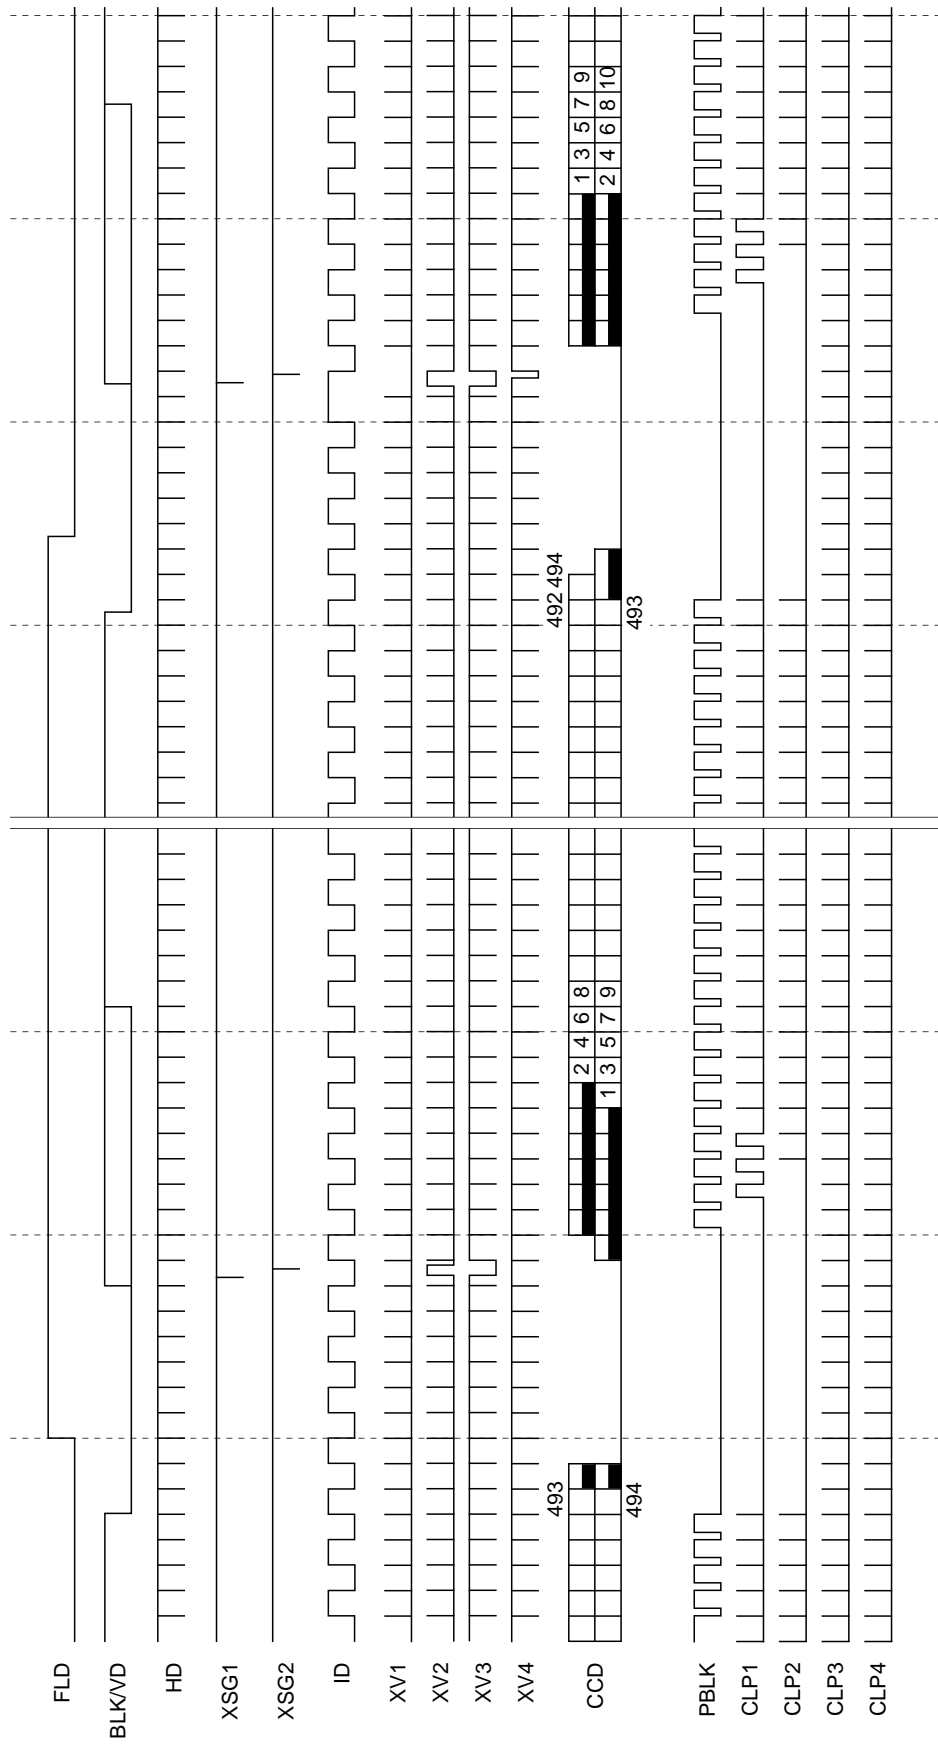 FLD
BLK/VD
HD
XSG1
XSG2
ID
XV1
XV2
XV3
XV4
493
492 494
2 4 6 8
1 3 5 7 9
CCD
1 3 5 7 9
2 4 6 8 10
494
493
PBLK
CLP1
CLP2
CLP3
CLP4